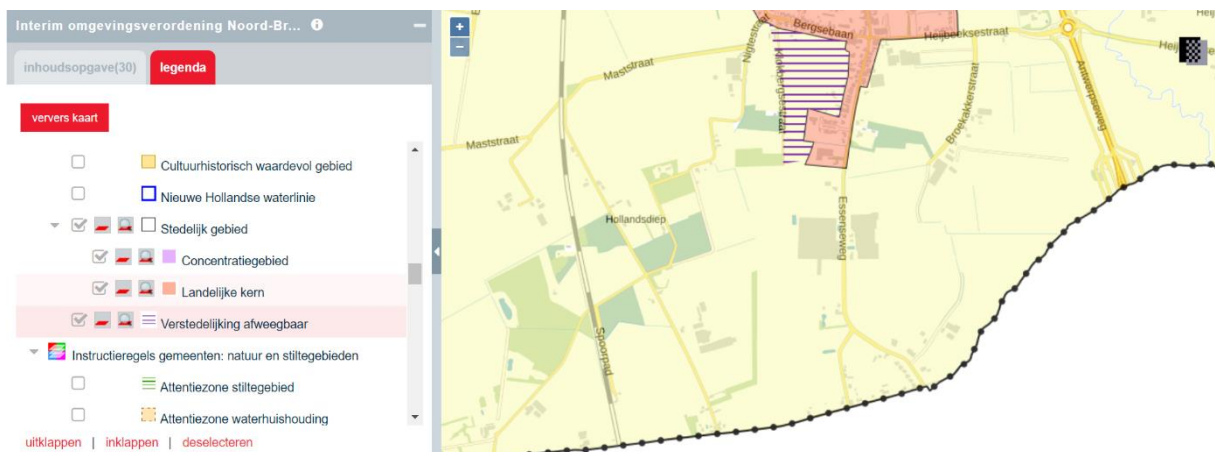 Interim omgevingsverordening Noord-Br...
inhoudsopgave(30)
legenda
ververs kaart
Cultuurhistorisch waardevol gebied
Nieuwe Hollandse waterlinie
Stedelijk gebied
Concentratiegebied
Landelijke kern
Verstedelijking afweegbaar
Instructieregels gemeenten: natuur en stiltegebieden
Attentiezone stiltegebied
Attentiezone waterhuishouding
uitklappen | inklappen | deselecteren
+
−
Bergsebaan
Heijbeeksestraat
Nigtestraat
Maststraat
Antwerpseweg
Broekakkerstraat
Maststraat
Hollandsdiep
Essenseweg
Spoorpad